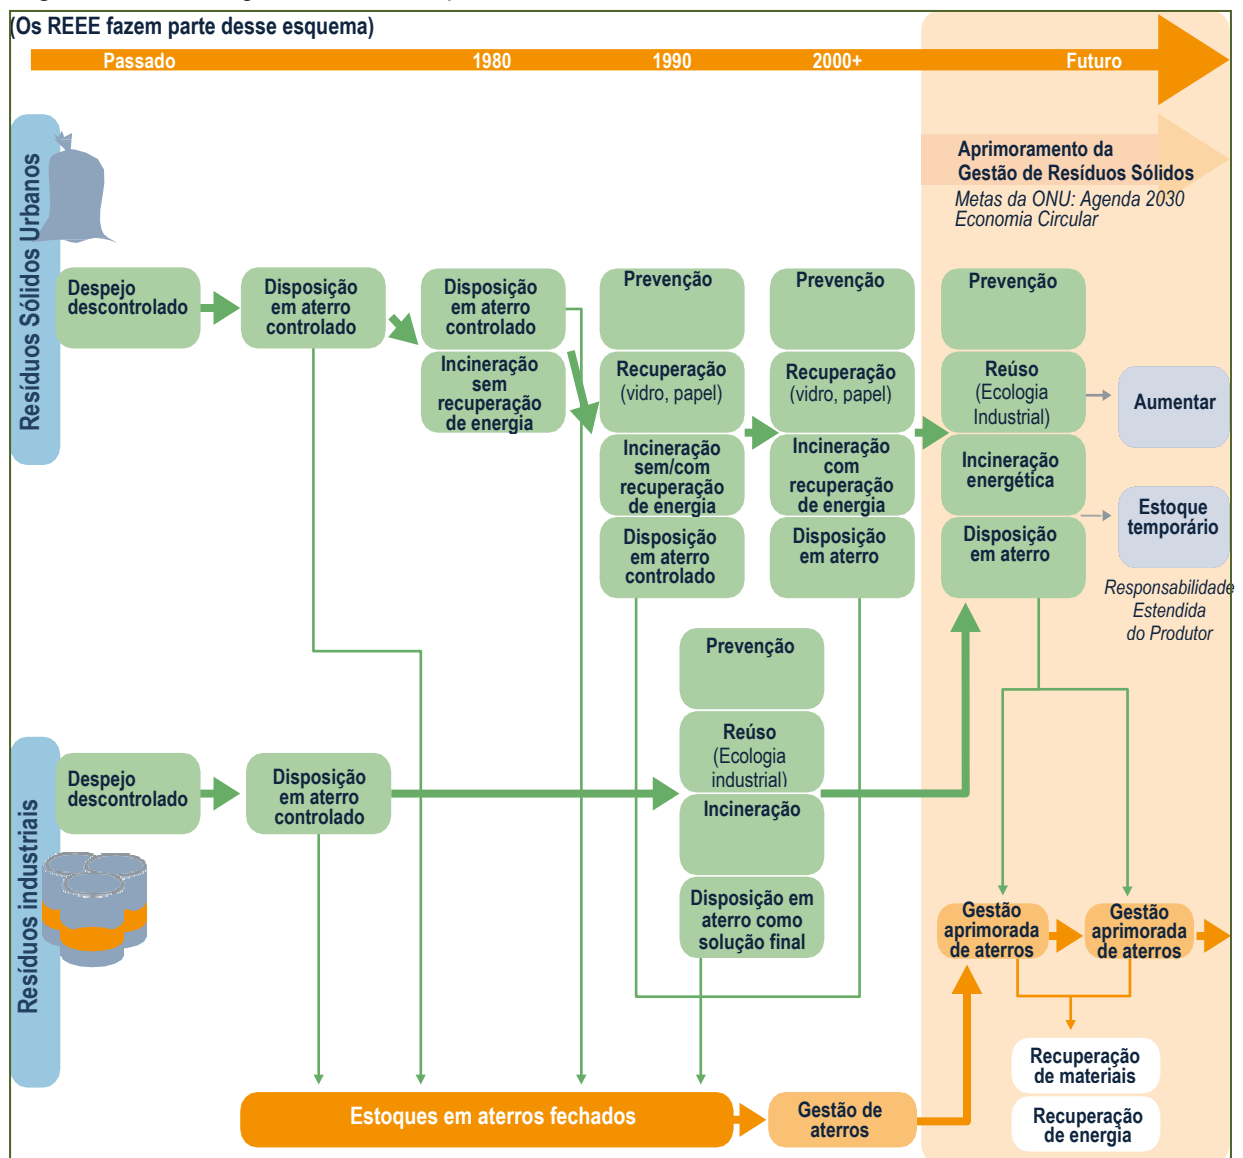 (Os REEE fazem parte desse esquema)
Passado
1980
1990
2000+
Futuro
Aprimoramento da
Gestão de Resíduos Sólidos
Metas da ONU: Agenda 2030
Economia Circular
Resíduos Sólidos Urbanos
Despejo
descontrolado
Disposição
em aterro
controlado
Disposição
em aterro
controlado
Incineração
sem
recuperação
de energia
Prevenção
Recuperação
(vidro, papel)
Incineração
sem/com
recuperação
de energia
Disposição
em aterro
controlado
Prevenção
Recuperação
(vidro, papel)
Incineração
com
recuperação
de energia
Disposição
em aterro
Prevenção
Reúso
(Ecologia
Industrial)
Incineração
energética
Disposição
em aterro
Aumentar
Estoque
temporário
Responsabilidade
Estendida
do Produtor
Resíduos industriais
Despejo
descontrolado
Disposição
em aterro
controlado
Prevenção
Reúso
(Ecologia
industrial)
Incineração
Disposição em
aterro como
solução final
Gestão
aprimorada
de aterros
Gestão
aprimorada
de aterros
Recuperação
de materiais
Recuperação
de energia
Estoques em aterros fechados
Gestão de
aterros